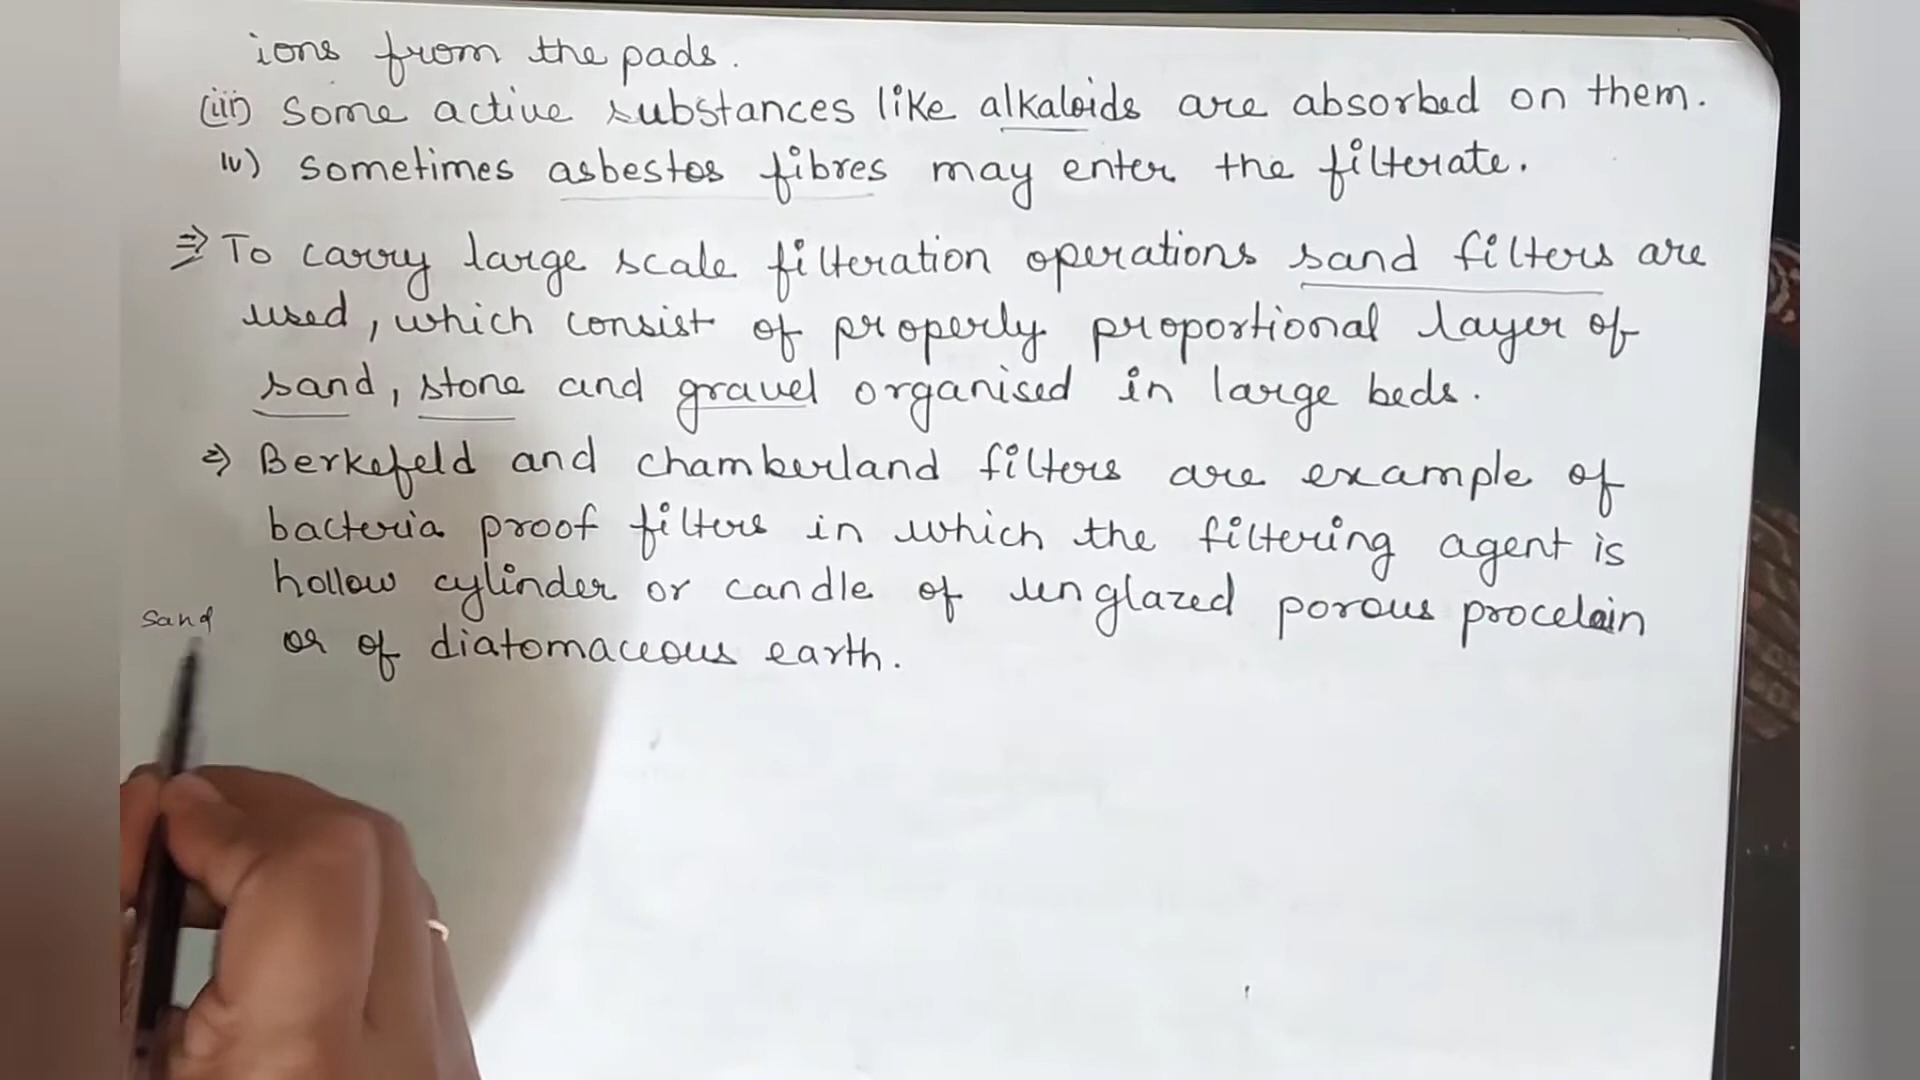 ions from the pads.
(iii) Some active substances like alkaloids are absorbed on them.
iv) sometimes asbestos fibres may enter the filterate.
⇒ To carry large scale filteration operations sand filters are
used, which consist of properly proportional layer of
sand, stone and gravel organised in large beds.
⇒ Berkefeld and chamberland filters are example of
bacteria proof filters in which the filtering agent is
hollow cylinder or candle of unglazed porous procelain
or of diatomaceous earth.
sand